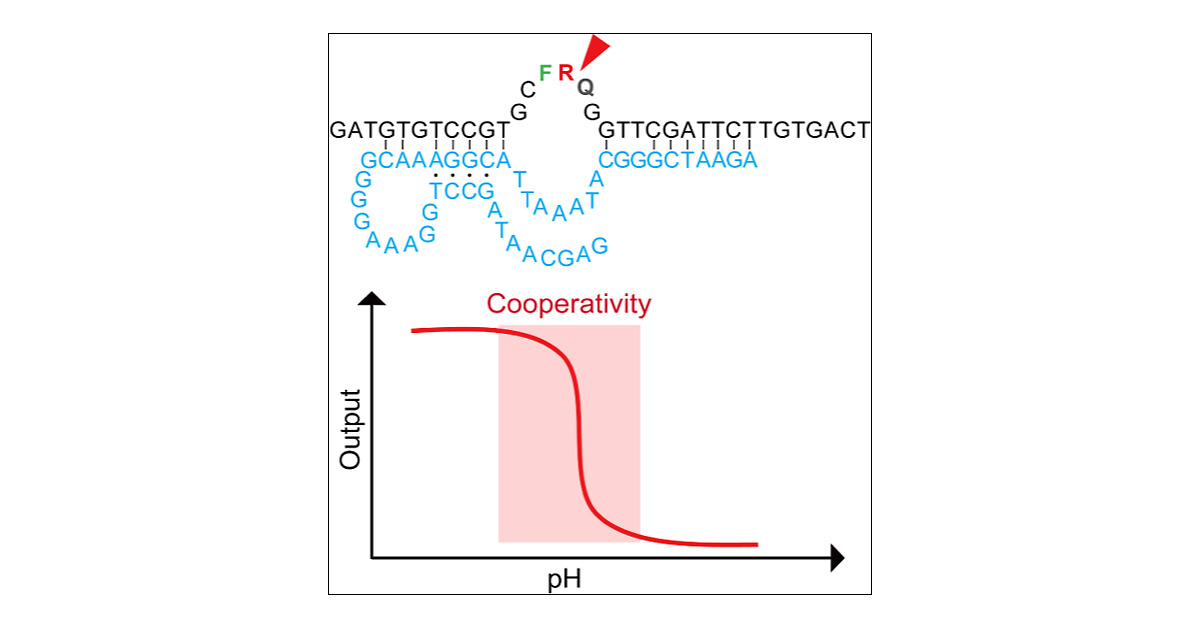 F R
C Q
G G
GATGTGTCCGT GTTCGATTCTTGTGACT
GCAAAGGCA CGGGCTAAGA
G TCCG T A
G G A TAAAT
G T
AAAG AACGAG
Cooperativity
Output
pH